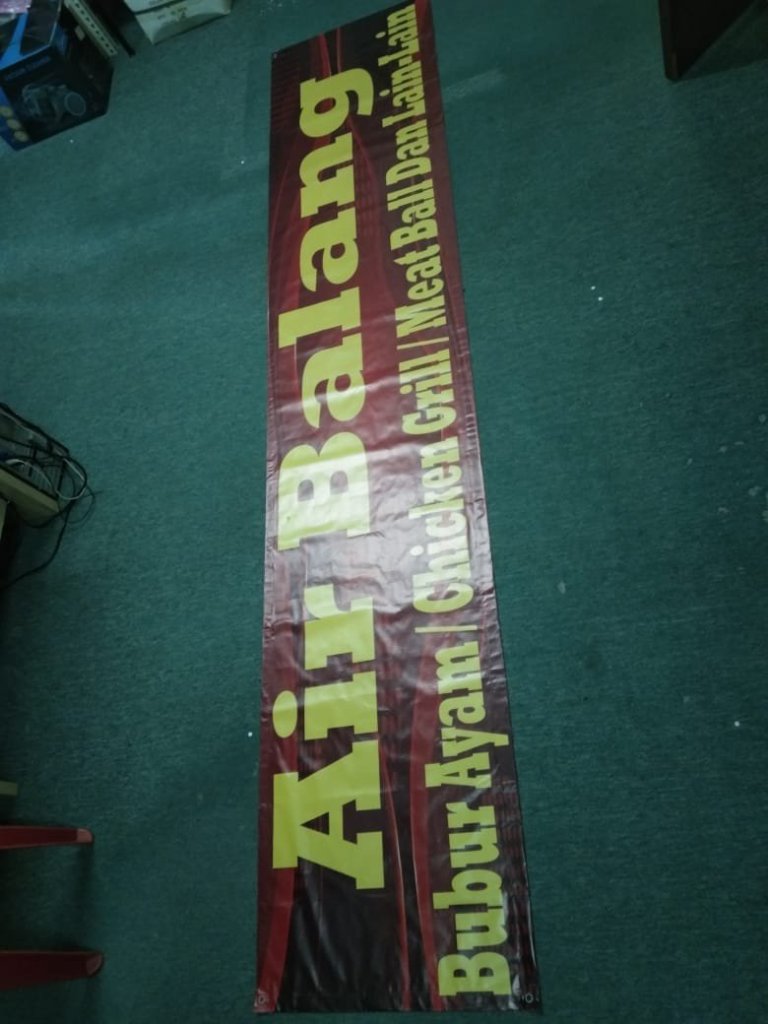 Air Balang
Bubur Ayam / Chicken Grill / Meat Ball Dan Lain-Lain